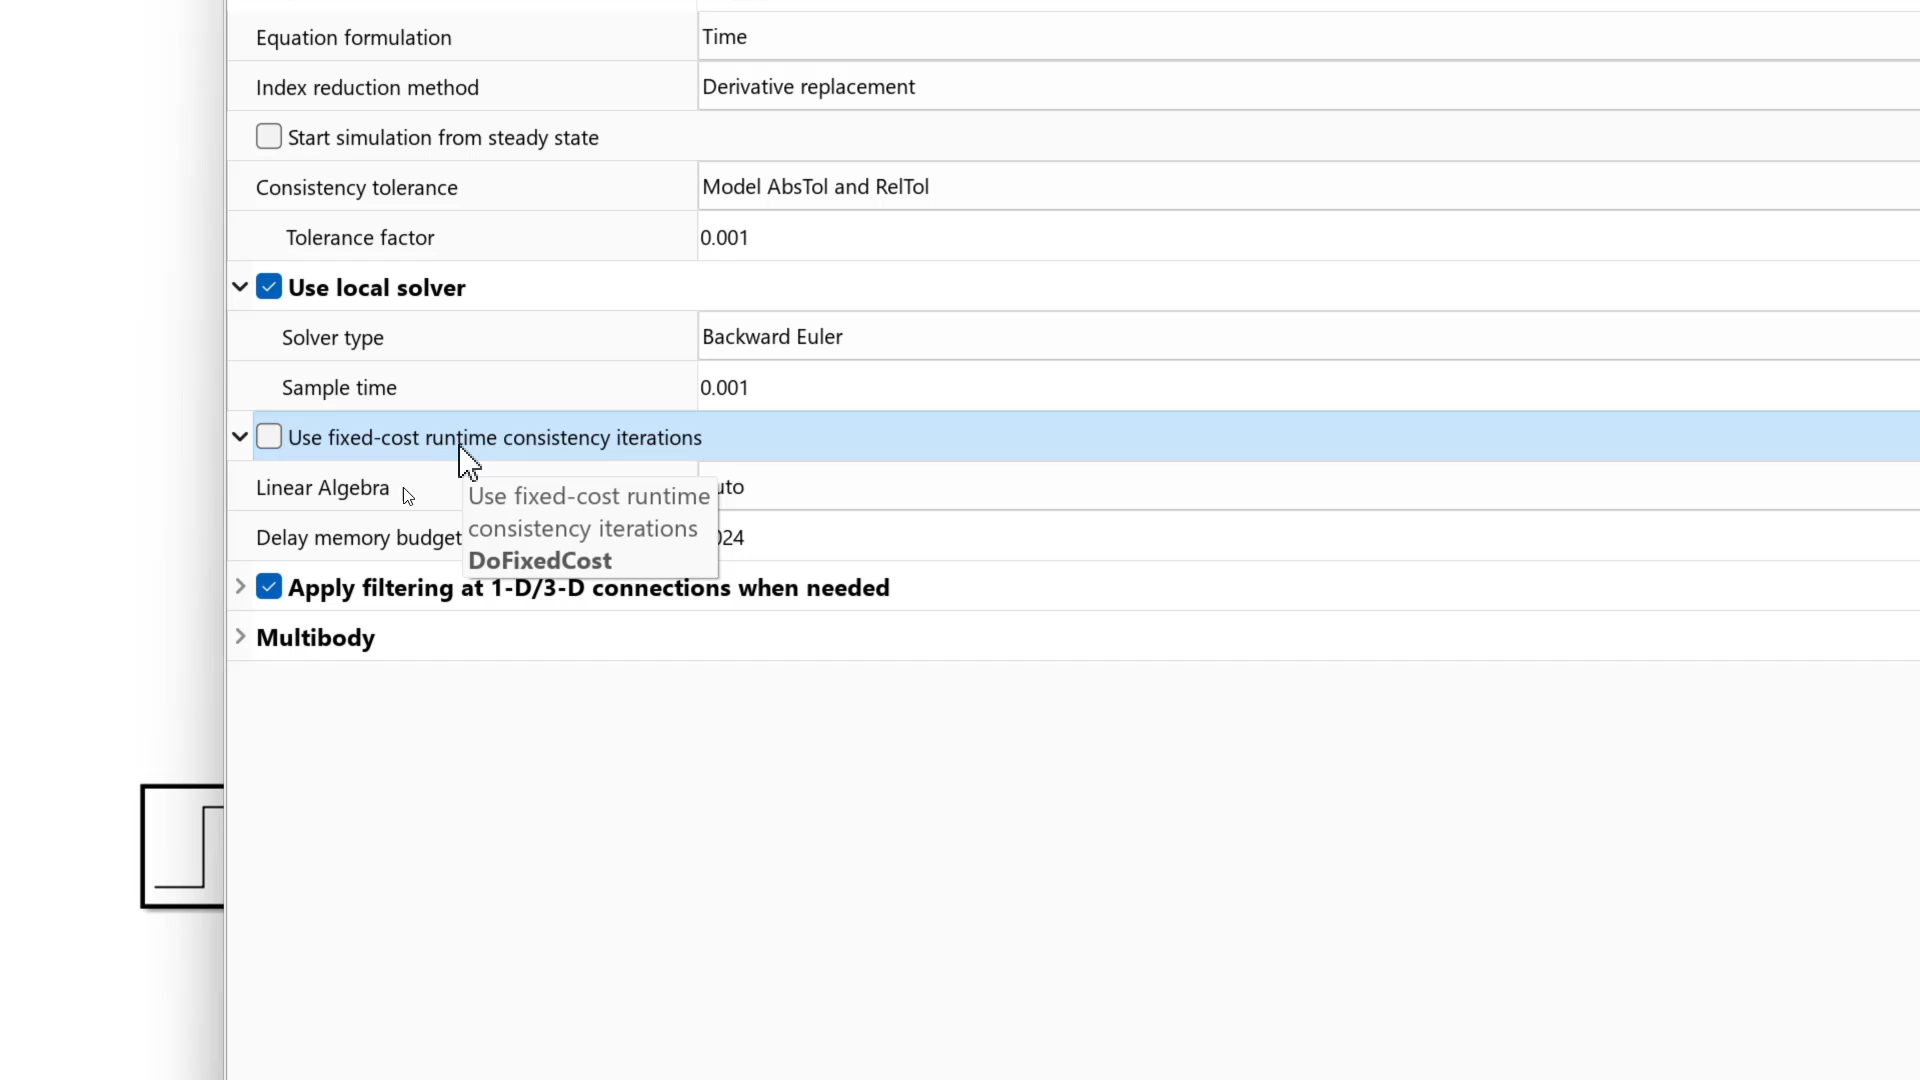 Equation formulation Time
Index reduction method Derivative replacement
Start simulation from steady state
Consistency tolerance Model AbsTol and RelTol
Tolerance factor 0.001
Use local solver
Solver type Backward Euler
Sample time 0.001
Use fixed-cost runtime consistency iterations
Linear Algebra uto
Use fixed-cost runtime
consistency iterations
DoFixedCost
Delay memory budget 024
Apply filtering at 1-D/3-D connections when needed
Multibody